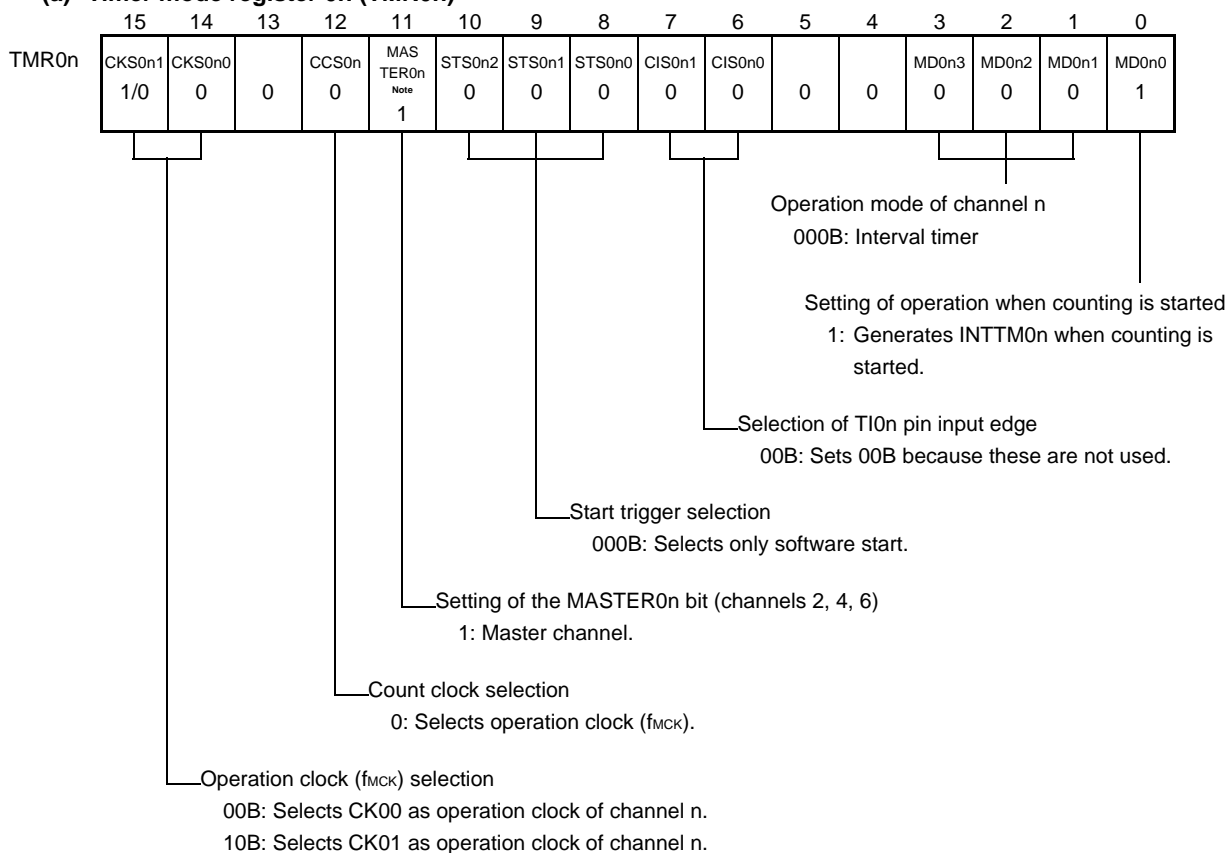 (a) Timer mode register 0n (TMR0n)
15 14 13 12 11 10 9 8 7 6 5 4 3 2 1 0
TMR0n
CKS0n1 CKS0n0 CCS0n MAS STS0n2 STS0n1 STS0n0 CIS0n1 CIS0n0 MD0n3 MD0n2 MD0n1 MD0n0
TER0n
Note
1/0 0 0 0 1 0 0 0 0 0 0 0 0 0 0 1
Operation mode of channel n
000B: Interval timer
Setting of operation when counting is started
1: Generates INTTM0n when counting is
started.
Selection of TI0n pin input edge
00B: Sets 00B because these are not used.
Start trigger selection
000B: Selects only software start.
Setting of the MASTER0n bit (channels 2, 4, 6)
1: Master channel.
Count clock selection
0: Selects operation clock (fMCK).
Operation clock (fMCK) selection
00B: Selects CK00 as operation clock of channel n.
10B: Selects CK01 as operation clock of channel n.